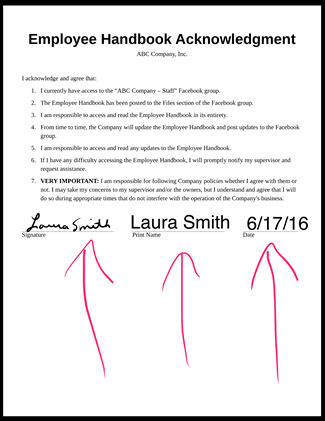 Employee Handbook Acknowledgment
ABC Company, Inc.
I acknowledge and agree that:
1. I currently have access to the “ABC Company – Staff” Facebook group.
2. The Employee Handbook has been posted to the Files section of the Facebook group.
3. I am responsible to access and read the Employee Handbook in its entirety.
4. From time to time, the Company will update the Employee Handbook and post updates to the Facebook
group.
5. I am responsible to access and read any updates to the Employee Handbook.
6. If I have any difficulty accessing the Employee Handbook, I will promptly notify my supervisor and
request assistance.
7. VERY IMPORTANT: I am responsible for following Company policies whether I agree with them or
not. I may take my concerns to my supervisor and/or the owners, but I understand and agree that I will
do so during appropriate times that do not interfere with the operation of the Company's business.
Laura Smith Laura Smith 6/17/16
Signature Print Name Date